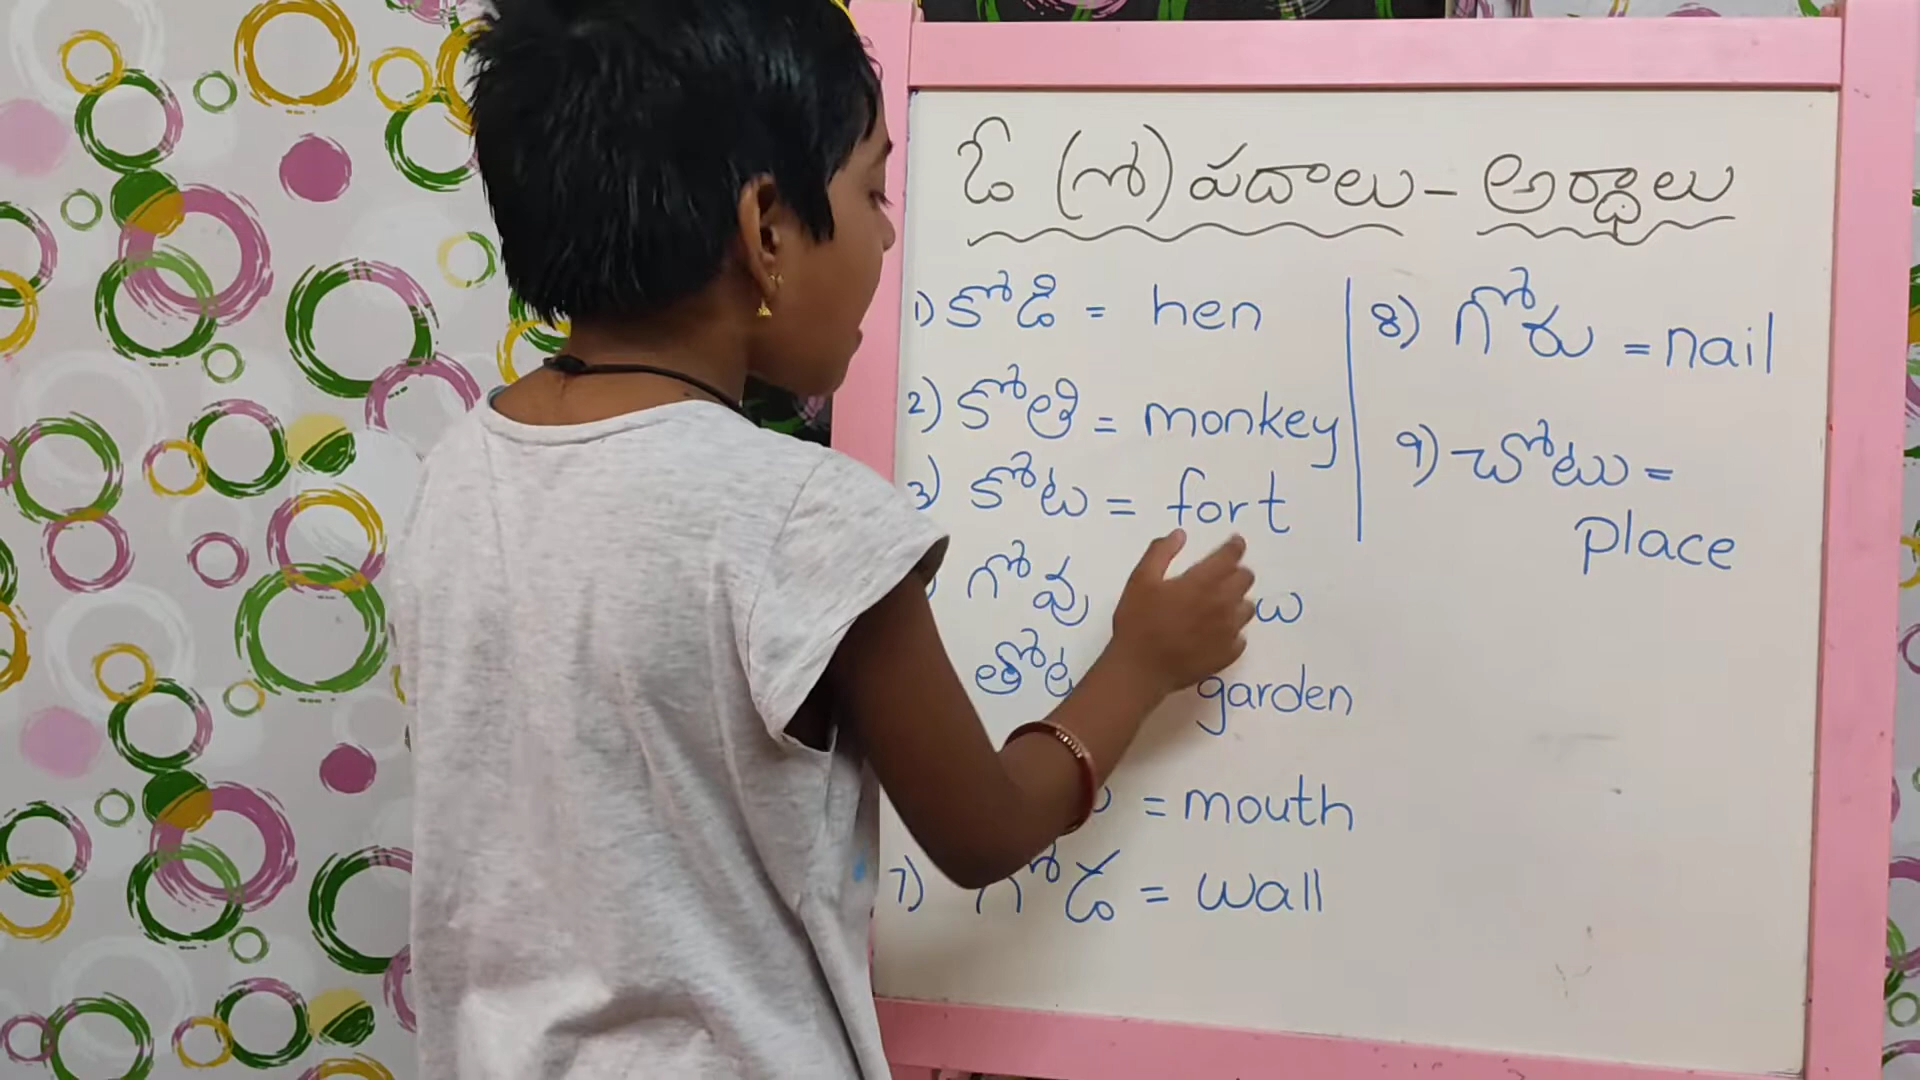 ఓ (ో) పదాలు - అర్థాలు
1) కోడి = hen
2) కోతి = monkey
3) కోట = fort
గోవు
తోట garden
= mouth
7) గోడ = wall
8) గోరు = nail
9) చోటు =
place